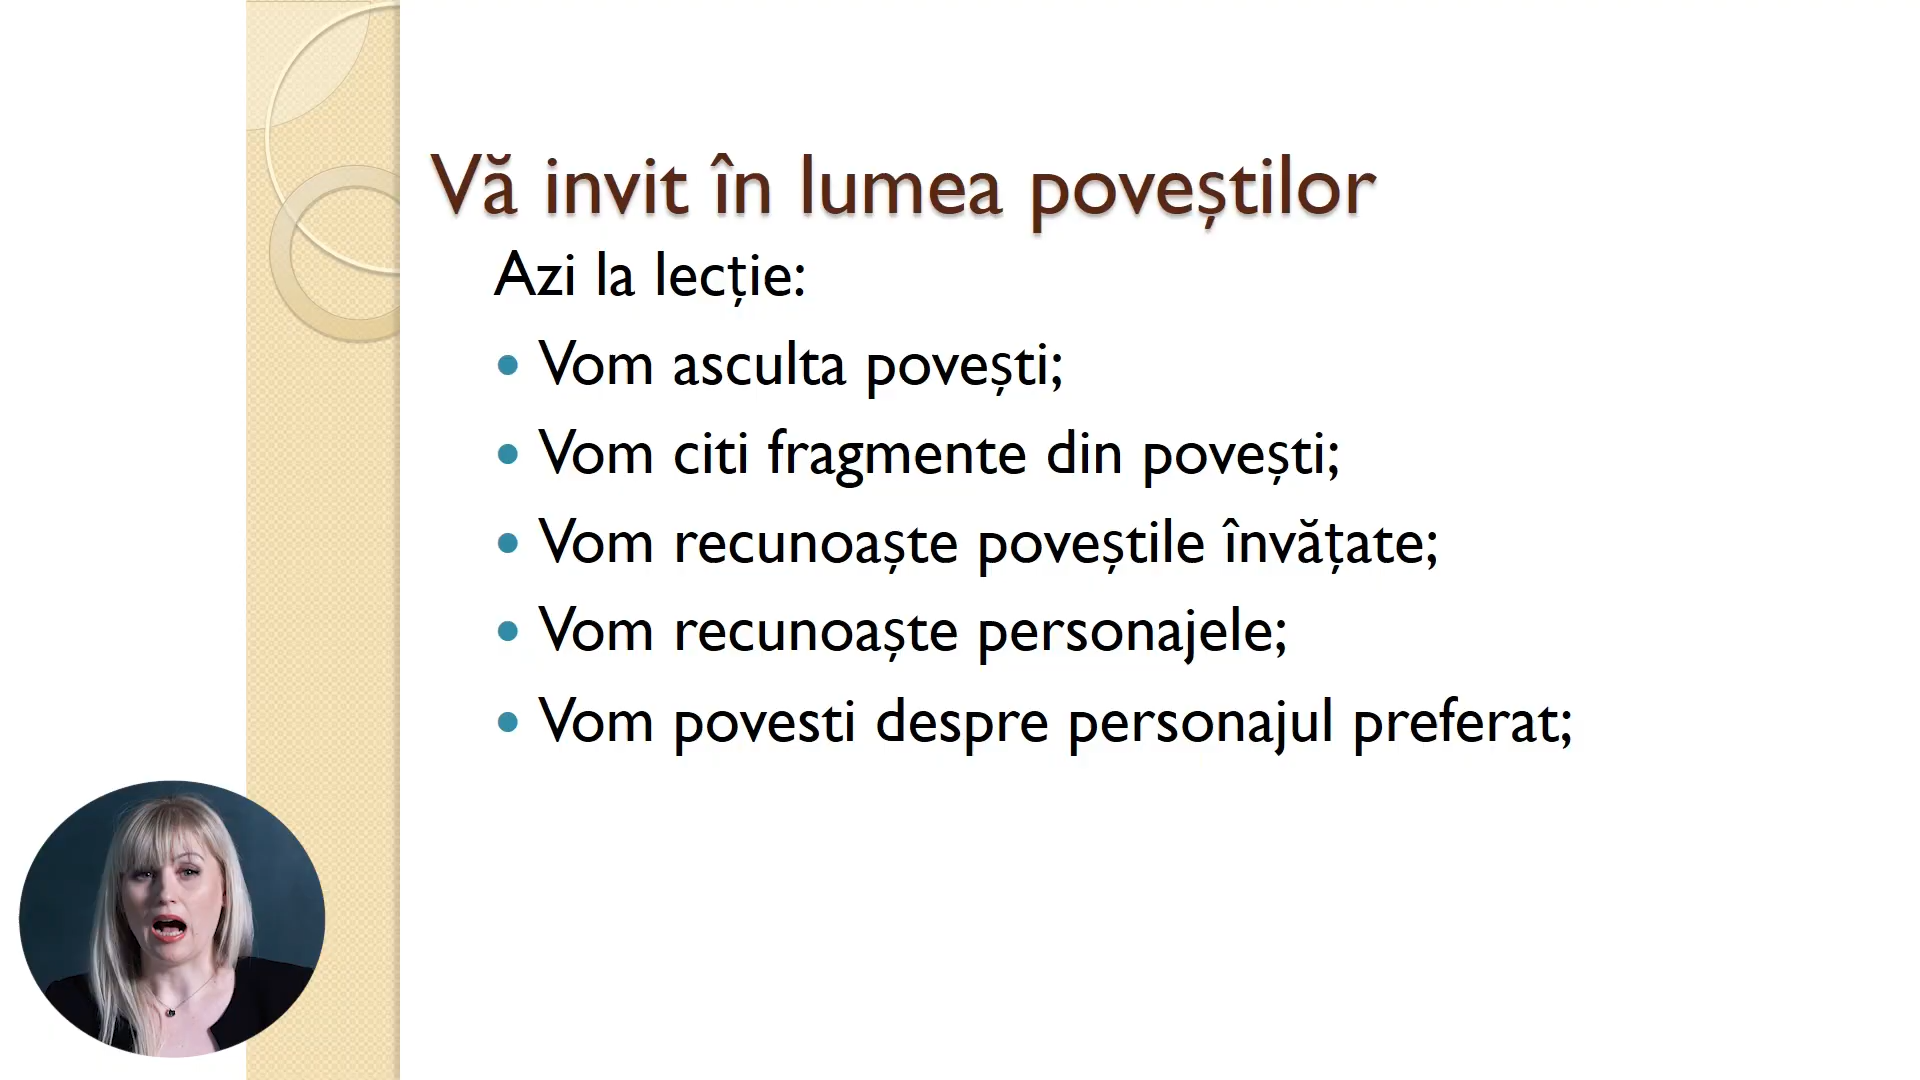 Vă invit în lumea poveștilor
Azi la lecție:
• Vom asculta povești;
• Vom citi fragmente din povești;
• Vom recunoaște poveștile învățate;
• Vom recunoaște personajele;
• Vom povesti despre personajul preferat;